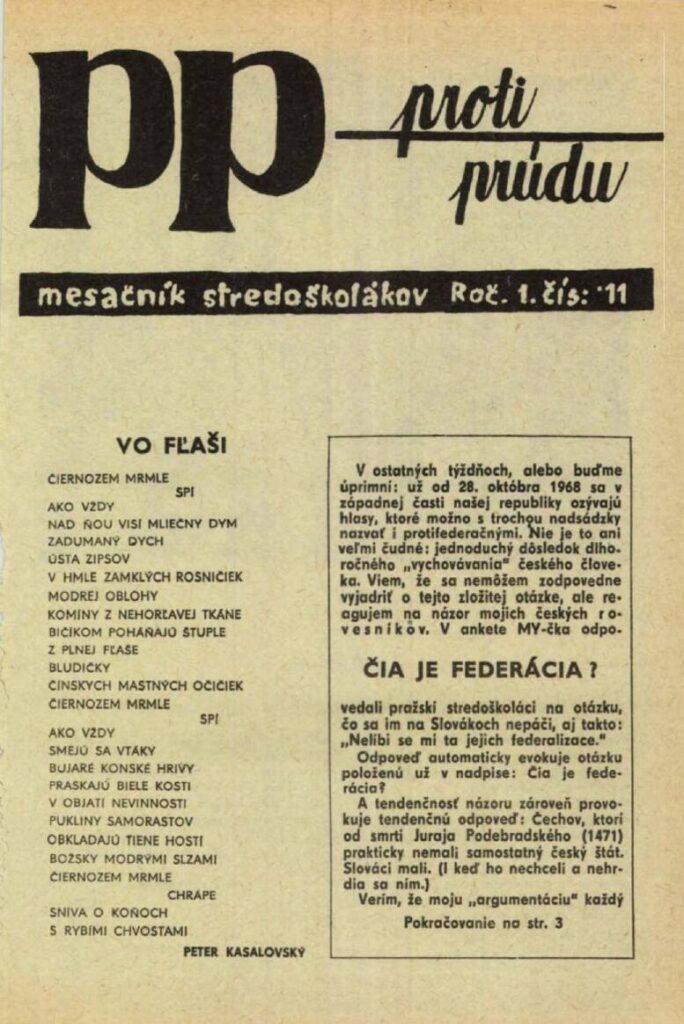 pp
proti
prúdu
mesačník stredoškolákov Roč. 1. čís: '11
VO FĽAŠI
ČIERNOZEM MRMLE
SPÍ
AKO VŽDY
NAD ŇOU VISÍ MLIEČNY DYM
ZADUMANÝ DYCH
ÚSTA ZIPSOV
V HMLE ZAMKLÝCH ROSNIČIEK
MODREJ OBLOHY
KOMÍNY Z NEHORĽAVEJ TKANE
BIČÍKOM POHÁŇAJÚ ŠTUPLE
Z PLNEJ FĽAŠE
BLUDIČKY
ČÍNSKYCH MASTNÝCH OČIČIEK
ČIERNOZEM MRMLE
SPÍ
AKO VŽDY
SMEJÚ SA VTÁKY
BUJARÉ KONSKÉ HRIVY
PRASKAJÚ BIELE KOSTI
V OBJATÍ NEVINNOSTI
PUKLINY SAMORASTOV
OBKLADAJÚ TIENE HOSTÍ
BOŽSKY MODRÝMI SLZAMI
ČIERNOZEM MRMLE
CHRÁPE
SNÍVA O KOŇOCH
S RYBÍMI CHVOSTAMI
PETER KASALOVSKÝ
V ostatných týždňoch, alebo buďme
úprimní: už od 28. októbra 1968 sa v
západnej časti našej republiky ozývajú
hlasy, ktoré možno s trochou nadsádzky
nazvať i protifederačnými. Nie je to ani
veľmi čudné: jednoduchý dôsledok dlho-
ročného „vychovávania" českého člove-
ka. Viem, že sa nemôžem zodpovedne
vyjadriť o tejto zložitej otázke, ale re-
agujem na názor mojich českých ro-
vesníkov. V ankete MY-čka odpo-
ČIA JE FEDERÁCIA?
vedali pražskí stredoškoláci na otázku,
čo sa im na Slovákoch nepáči, aj takto:
„Nelíbí se mi ta jejich federalizace."
Odpoveď automaticky evokuje otázku
položenú už v nadpise: Čia je fede-
rácia?
A tendenčnosť názoru zároveň provo-
kuje tendenčnú odpoveď: Čechov, ktorí
od smrti Juraja Podebradského (1471)
prakticky nemali samostatný český štát.
Slováci mali. (I keď ho nechceli a nehr-
dia sa ním.)
Verím, že moju „argumentáciu" každý
Pokračovanie na str. 3